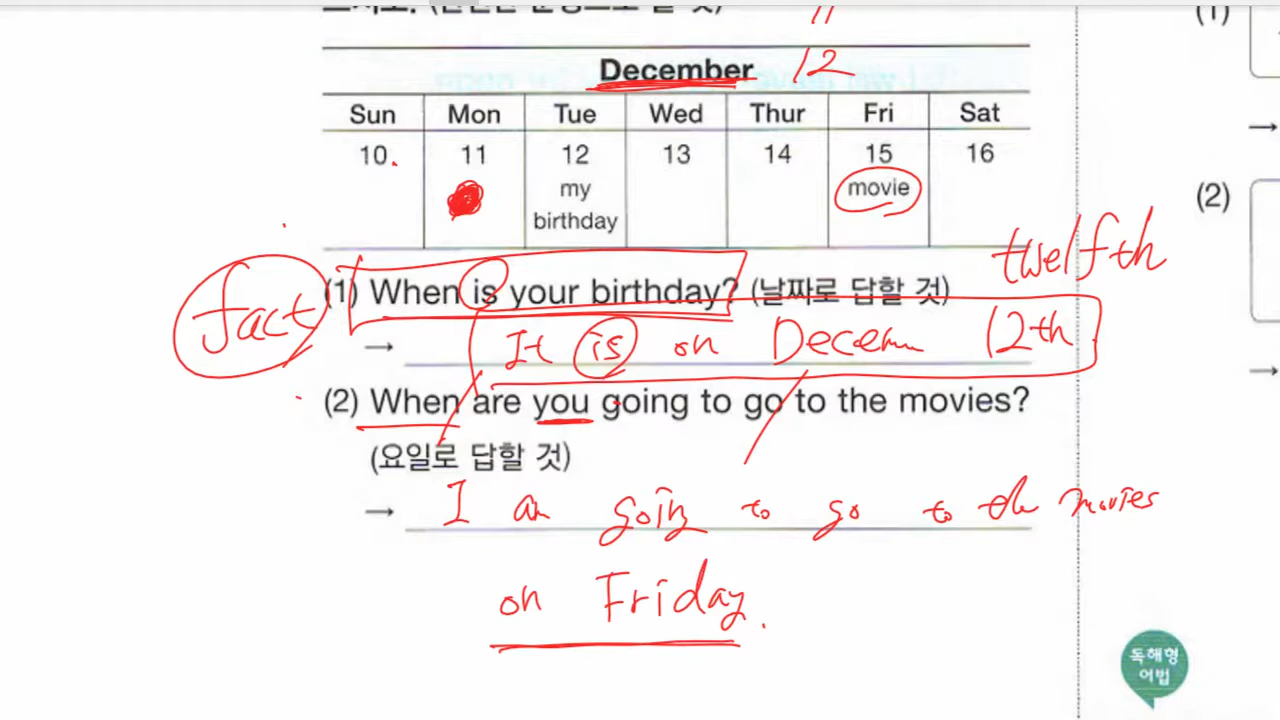 December 12
Sun Mon Tue Wed Thur Fri Sat
10 11 12 13 14 15 16
my movie
birthday
twelfth
fact (1) When is your birthday? (날짜로 답할 것)
→ It is on Decem 12th
(2) When are you going to go to the movies?
(요일로 답할 것)
→ I am going to go to the movies
on Friday.
독해형
어법
(1)
→
(2)
→